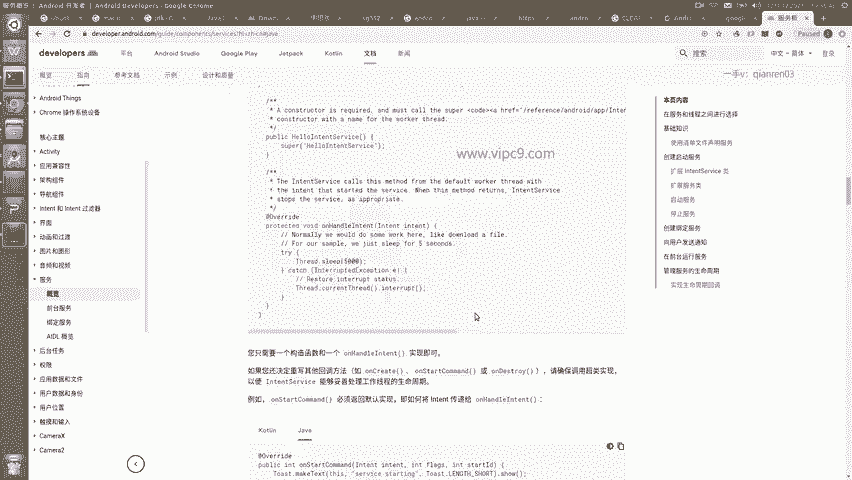 服务概览 | Android 开发者 | - Google Chrome
Paused
developer.android.com/guide/components/services?hl=zh-cn#java
developers
平台
Android Studio
Google Play
Jetpack
Kotlin
文档
新闻
搜索
中文 – 简体
登录
概览
指南
参考文档
示例
设计和质量
一手v：qianren03
Android Things
Chrome 操作系统设备
核心主题
Activity
应用兼容性
架构组件
导航组件
Intent 和 Intent 过滤器
界面
动画和过渡
图片和图形
音频和视频
服务
概览
前台服务
绑定服务
AIDL 概览
后台任务
权限
应用数据和文件
用户数据和身份
用户位置
触摸和输入
CameraX
Camera2
/**
* A constructor is required, and must call the super <code><a href="/reference/android/app/Inten
* constructor with a name for the worker thread.
*/
public HelloIntentService() {
super("HelloIntentService");
}
www.vipc9.com
/**
* The IntentService calls this method from the default worker thread with
* the intent that started the service. When this method returns, IntentService
* stops the service, as appropriate.
*/
@Override
protected void onHandleIntent(Intent intent) {
// Normally we would do some work here, like download a file.
// For our sample, we just sleep for 5 seconds.
try {
Thread.sleep(5000);
} catch (InterruptedException e) {
// Restore interrupt status.
Thread.currentThread().interrupt();
}
}
}
您只需要一个构造函数和一个 onHandleIntent() 实现即可。
如果您还决定重写其他回调方法（如 onCreate()、onStartCommand() 或 onDestroy()），请确保调用超类实现，
以便 IntentService 能够妥善处理工作线程的生命周期。
例如，onStartCommand() 必须返回默认实现，即如何将 Intent 传递给 onHandleIntent()：
Kotlin
Java
@Override
public int onStartCommand(Intent intent, int flags, int startId) {
Toast.makeText(this, "service starting", Toast.LENGTH_SHORT).show();
本页内容
在服务和线程之间进行选择
基础知识
使用清单文件声明服务
创建启动服务
扩展 IntentService 类
扩展服务类
启动服务
停止服务
创建绑定服务
向用户发送通知
在前台运行服务
管理服务的生命周期
实现生命周期回调